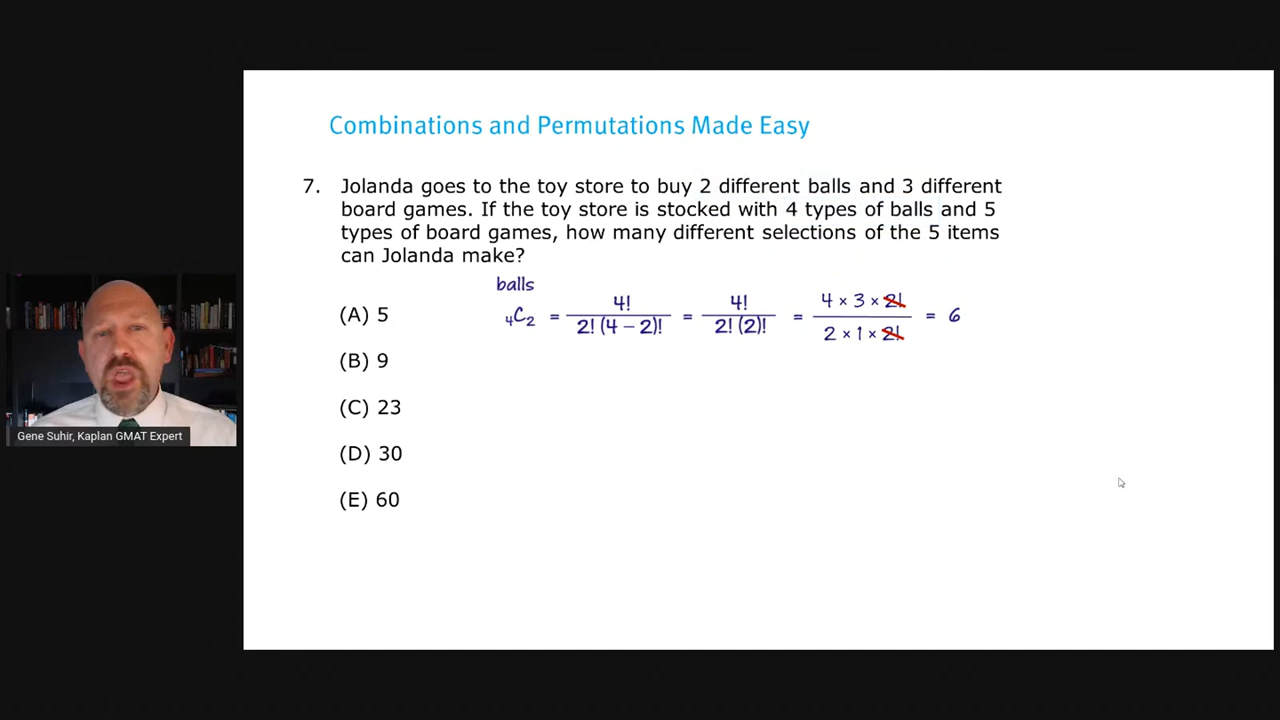 Combinations and Permutations Made Easy
7. Jolanda goes to the toy store to buy 2 different balls and 3 different
board games. If the toy store is stocked with 4 types of balls and 5
types of board games, how many different selections of the 5 items
can Jolanda make?
balls
(A) 5
₄C₂ = 4! / 2! (4 − 2)! = 4! / 2! (2)! = 4 × 3 × 2! / 2 × 1 × 2! = 6
(B) 9
(C) 23
(D) 30
(E) 60
Gene Suhir, Kaplan GMAT Expert